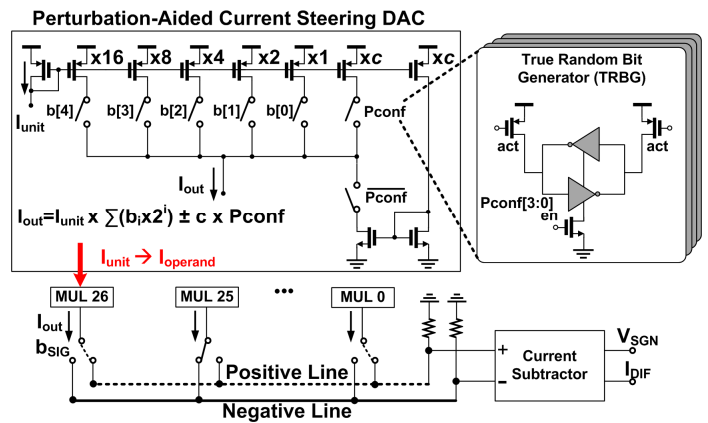 Perturbation-Aided Current Steering DAC
x16 x8 x4 x2 x1 xc xc
b[4] b[3] b[2] b[1] b[0] Pconf
Iunit
Iout
Pconf
Iout=Iunit x ∑(bix2^i) ± c x Pconf
True Random Bit
Generator (TRBG)
act act
Pconf[3:0]
en
Iunit → Ioperand
MUL 26 MUL 25 ••• MUL 0
Iout
bSIG
Positive Line
Negative Line
+
−
Current
Subtractor
VSGN
IDIF